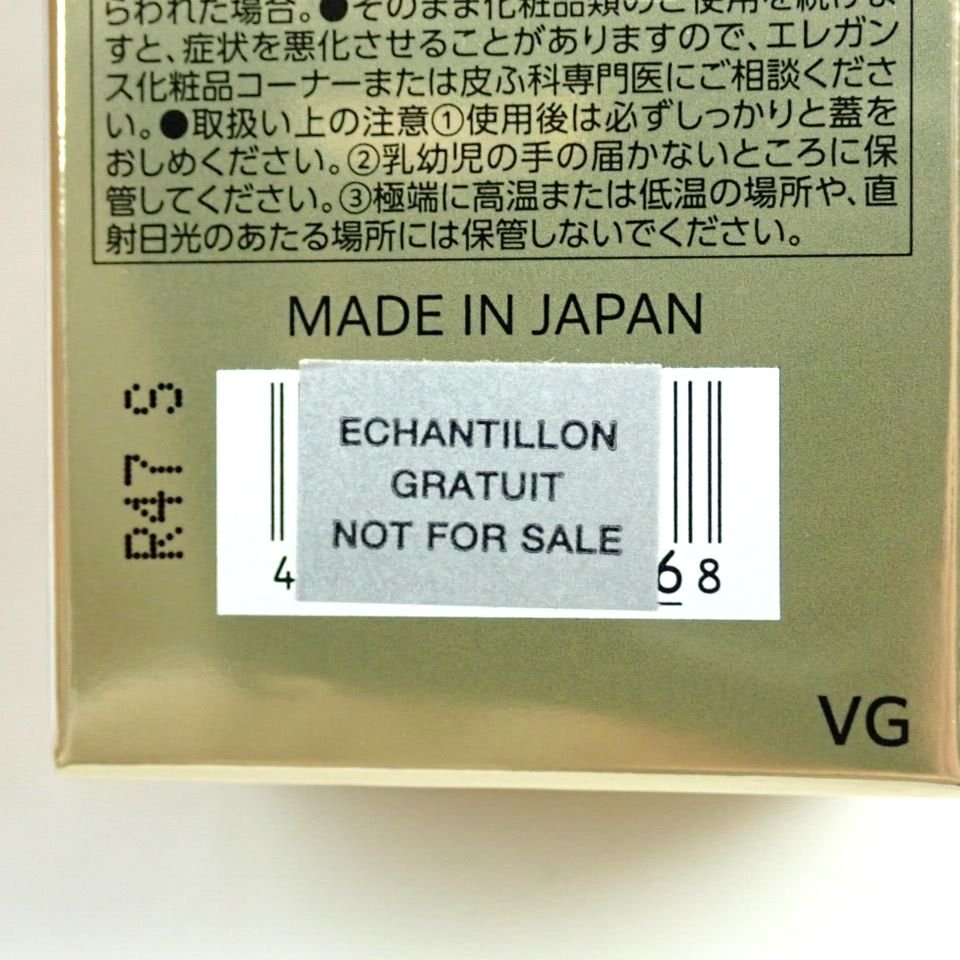 らわれた場合。●そのまま化粧品類のご使用を続けま
すと、症状を悪化させることがありますので、エレガン
ス化粧品コーナーまたは皮ふ科専門医にご相談くださ
い。●取扱い上の注意①使用後は必ずしっかりと蓋を
おしめください。②乳幼児の手の届かないところに保
管してください。③極端に高温または低温の場所や、直
射日光のあたる場所には保管しないでください。
MADE IN JAPAN
R47 S
ECHANTILLON
GRATUIT
NOT FOR SALE
4 68
VG